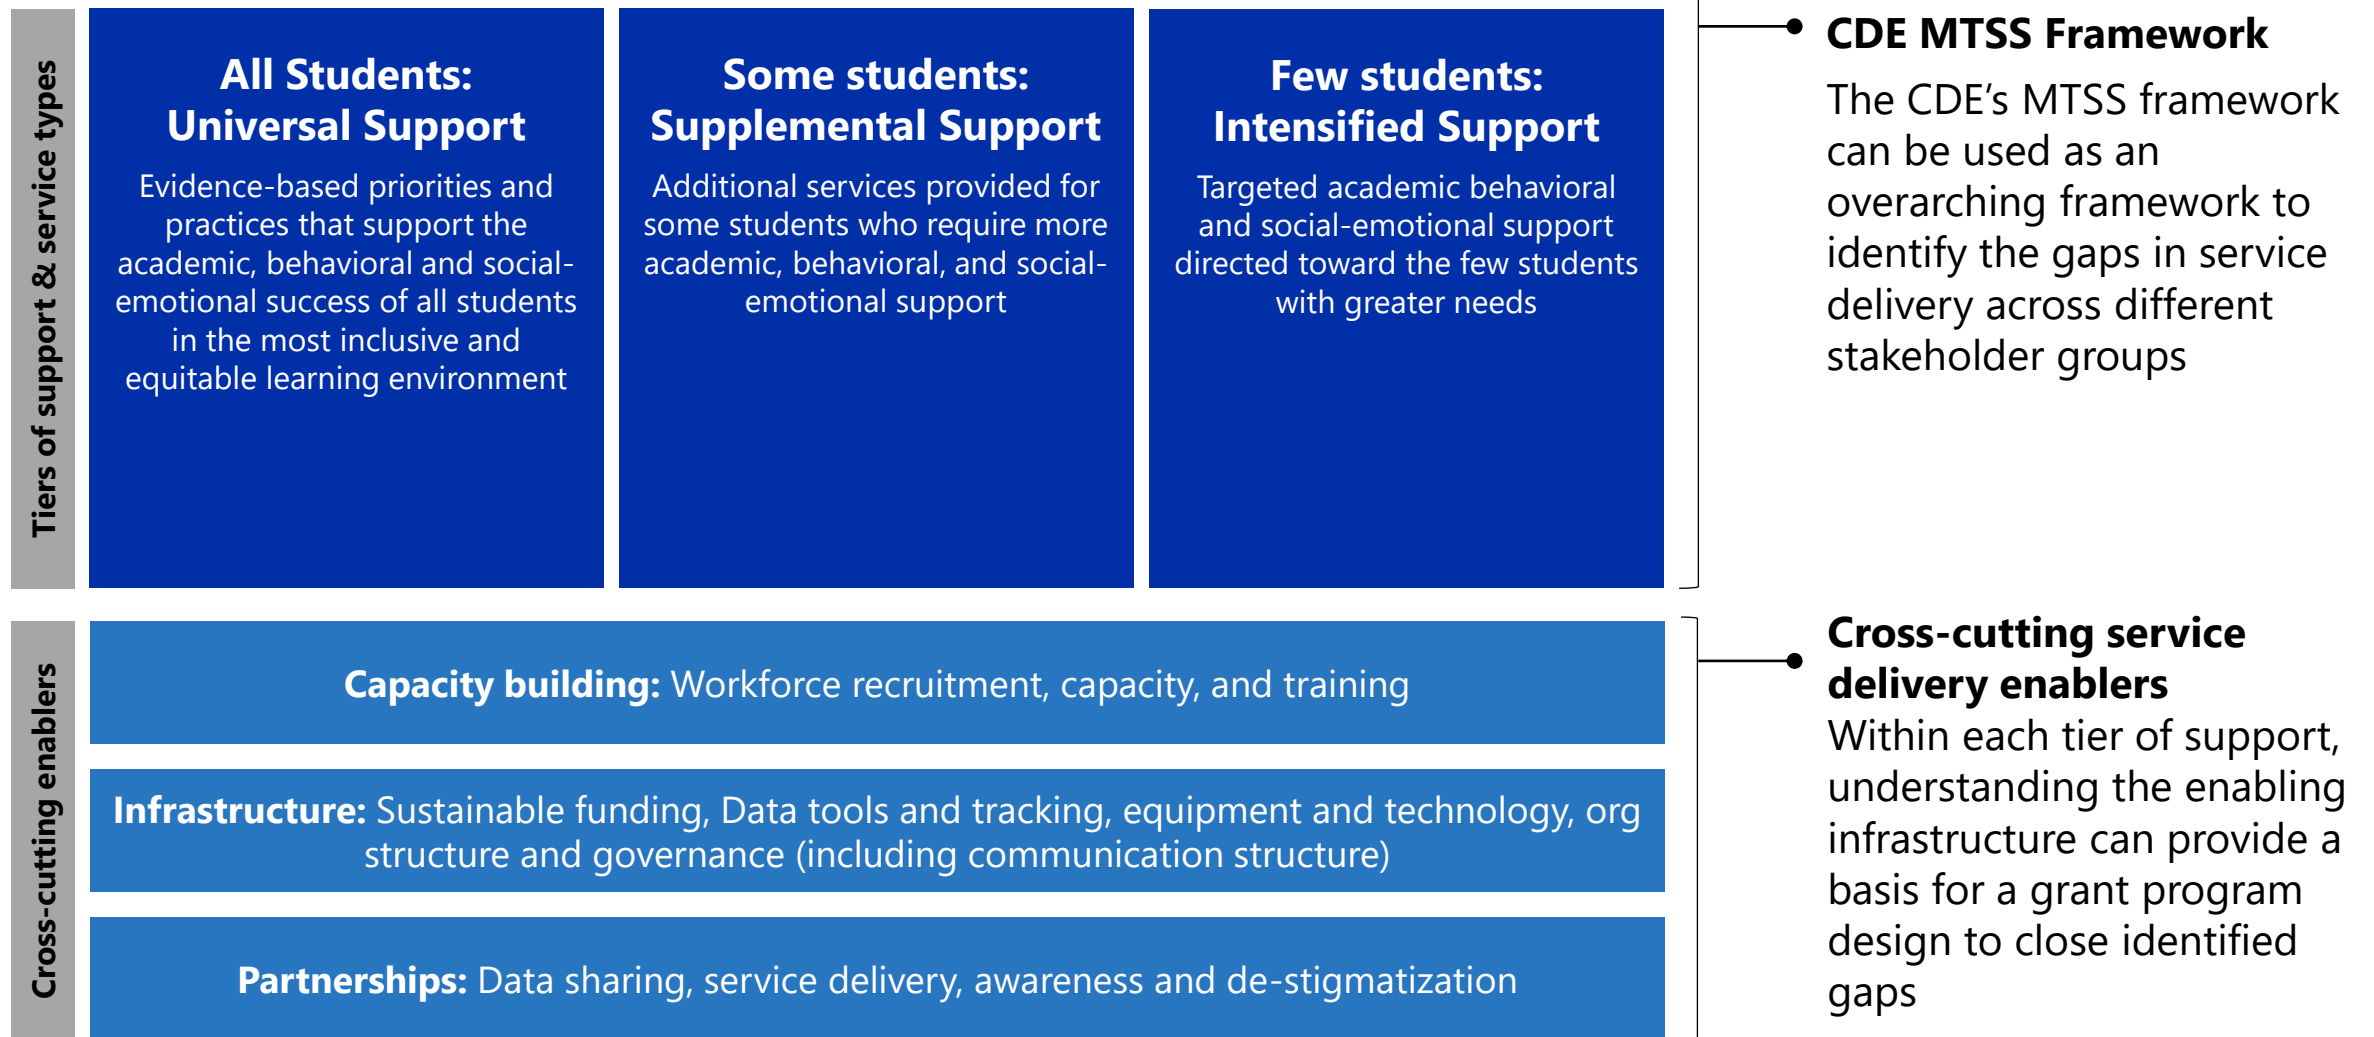 Tiers of support & service types
All Students:
Universal Support
Evidence-based priorities and
practices that support the
academic, behavioral and social-
emotional success of all students
in the most inclusive and
equitable learning environment
Some students:
Supplemental Support
Additional services provided for
some students who require more
academic, behavioral, and social-
emotional support
Few students:
Intensified Support
Targeted academic behavioral
and social-emotional support
directed toward the few students
with greater needs
CDE MTSS Framework
The CDE’s MTSS framework
can be used as an
overarching framework to
identify the gaps in service
delivery across different
stakeholder groups
Cross-cutting enablers
Capacity building: Workforce recruitment, capacity, and training
Infrastructure: Sustainable funding, Data tools and tracking, equipment and technology, org
structure and governance (including communication structure)
Partnerships: Data sharing, service delivery, awareness and de-stigmatization
Cross-cutting service
delivery enablers
Within each tier of support,
understanding the enabling
infrastructure can provide a
basis for a grant program
design to close identified
gaps